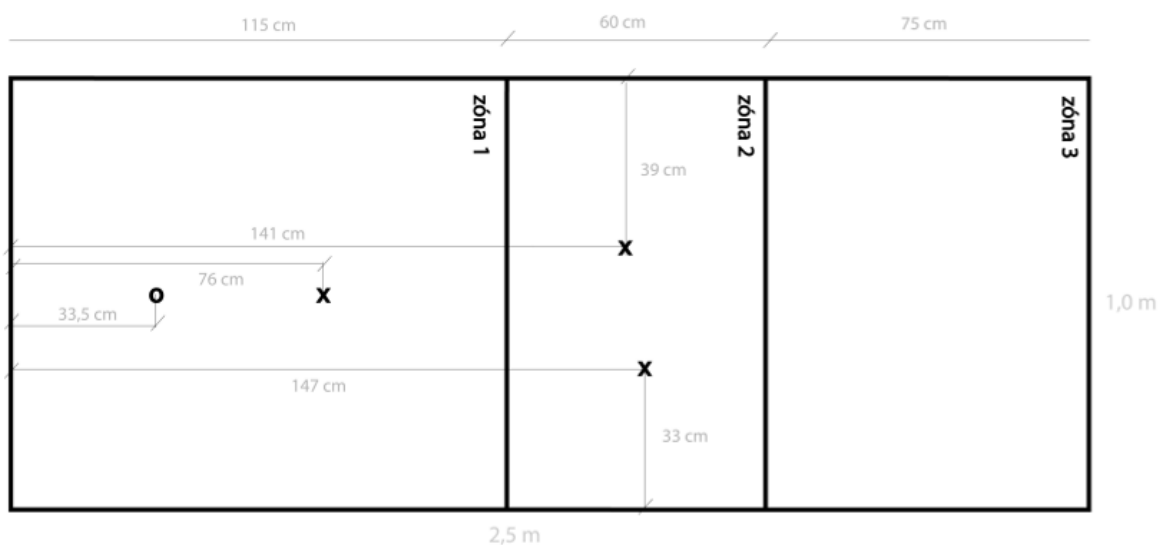 115 cm
60 cm
75 cm
zóna 1
zóna 2
zóna 3
39 cm
141 cm
x
76 cm
o
x
1,0 m
33,5 cm
x
147 cm
33 cm
2,5 m